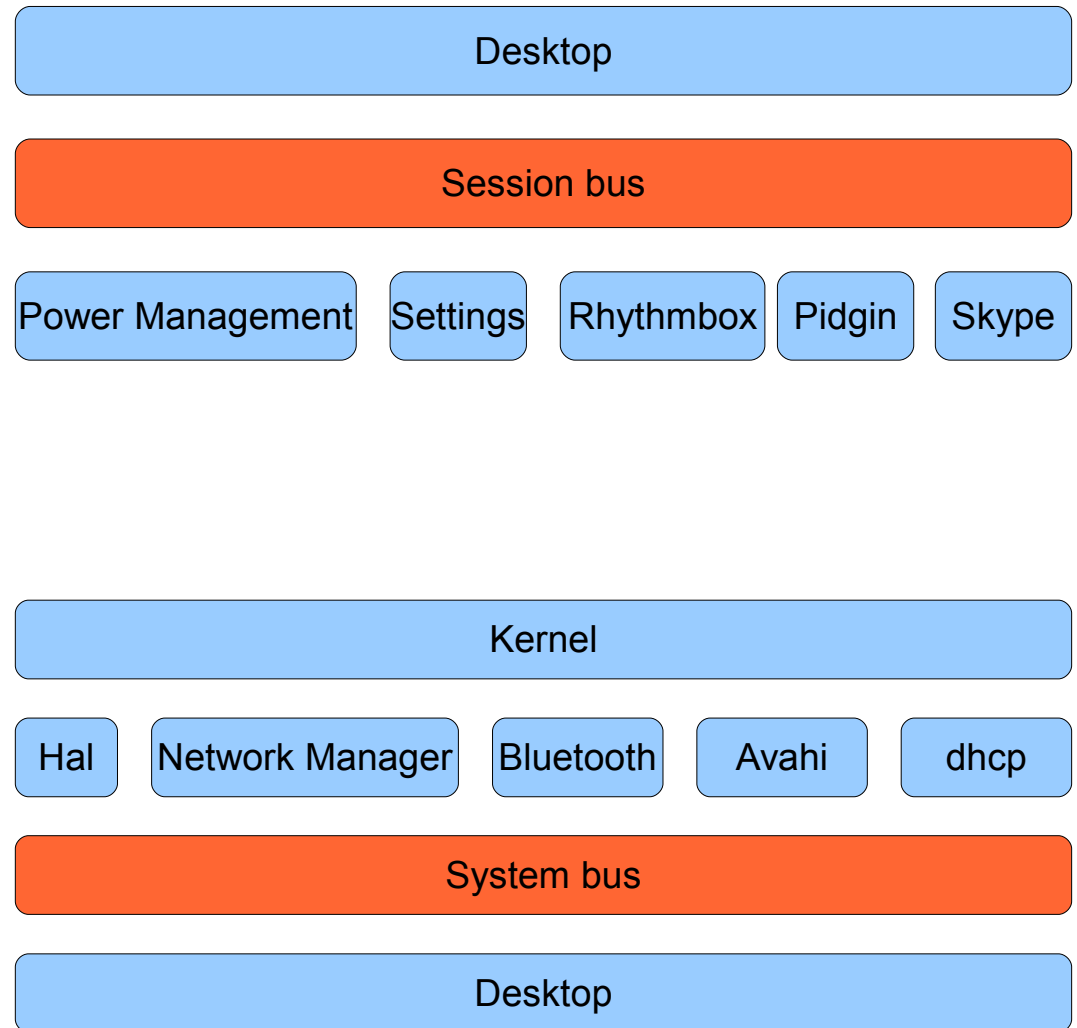 Desktop
Session bus
Power Management Settings Rhythmbox Pidgin Skype
Kernel
Hal Network Manager Bluetooth Avahi dhcp
System bus
Desktop